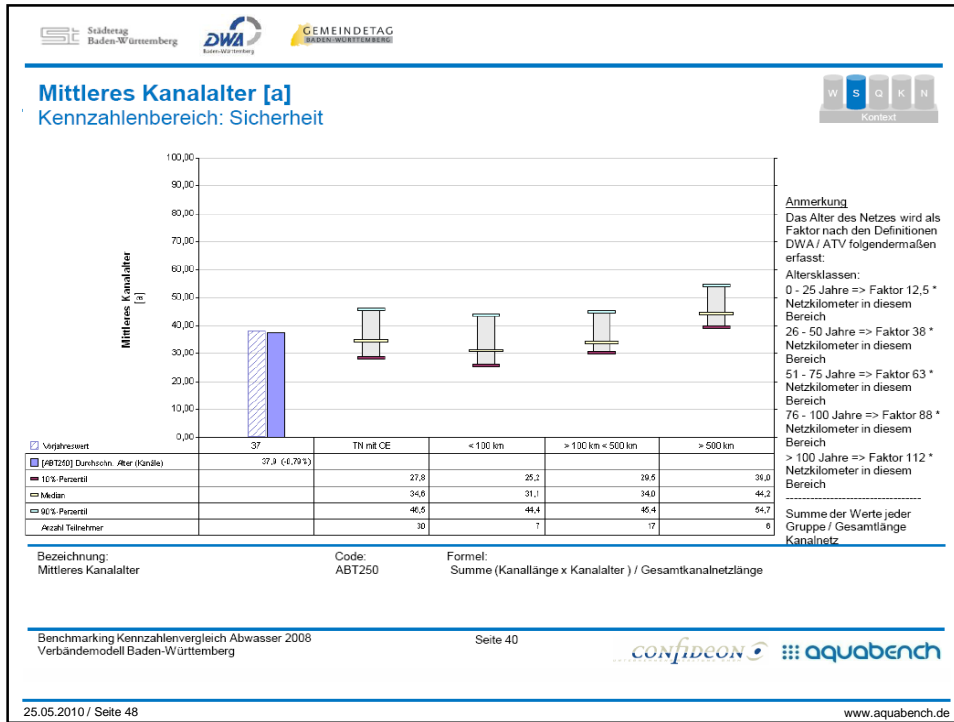 Städtetag
Baden-Württemberg
DWA
Baden-Württemberg
GEMEINDETAG
BADEN-WÜRTTEMBERG
Mittleres Kanalalter [a]
Kennzahlenbereich: Sicherheit
W S Q K N
Kontext
100,00
90,00
80,00
70,00
60,00
50,00
40,00
30,00
20,00
10,00
0,00
Mittleres Kanalalter
[a]
Vorjahreswert 37 TN mit CE < 100 km > 100 km < 500 km > 500 km
[ABT250] Durchschn. Alter (Kanäle) 37,9 (-0,79%)
10%-Perzentil 27,8 25,2 29,5 39,0
Median 34,6 31,1 34,0 44,2
90%-Perzentil 46,5 44,4 45,4 54,7
Anzahl Teilnehmer 30 7 17 6
Anmerkung
Das Alter des Netzes wird als
Faktor nach den Definitionen
DWA / ATV folgendermaßen
erfasst:
Altersklassen:
0 - 25 Jahre => Faktor 12,5 *
Netzkilometer in diesem
Bereich
26 - 50 Jahre => Faktor 38 *
Netzkilometer in diesem
Bereich
51 - 75 Jahre => Faktor 63 *
Netzkilometer in diesem
Bereich
76 - 100 Jahre => Faktor 88 *
Netzkilometer in diesem
Bereich
> 100 Jahre => Faktor 112 *
Netzkilometer in diesem
Bereich
---------------------------------
Summe der Werte jeder
Gruppe / Gesamtlänge
Kanalnetz
Bezeichnung: Code: Formel:
Mittleres Kanalalter ABT250 Summe (Kanallänge x Kanalalter ) / Gesamtkanalnetzlänge
Benchmarking Kennzahlenvergleich Abwasser 2008
Verbändemodell Baden-Württemberg
Seite 40
confideon
aquabench
25.05.2010 / Seite 48
www.aquabench.de